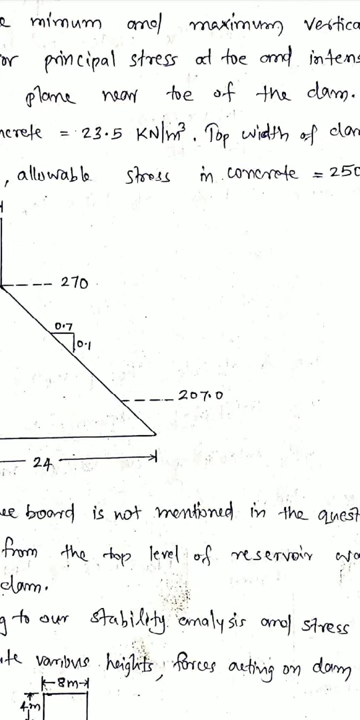 mimum and maximum vertica
or principal stress at toe and intens
plane near toe of the dam.
ncrete = 23.5 KN/m³. Top width of dam
, allowable stross in concrete = 250
270
0.7
0.1
207.0
24
ee board is not mentioned in the quest
from the top level of reservoir wa
dam.
g to our stability analysis and stress
ate various heights, forces acting on dam
8m
4m